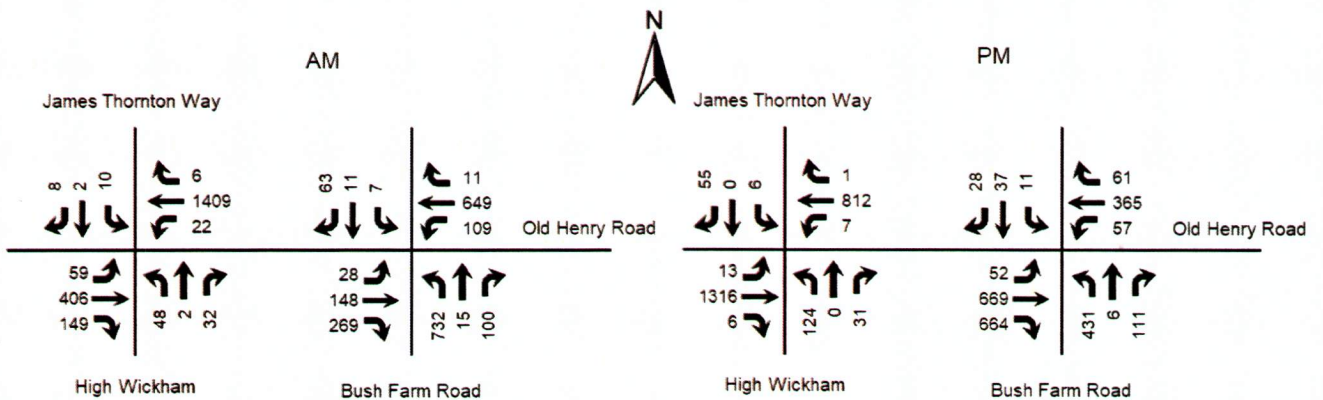 N
AM
PM
James Thornton Way
James Thornton Way
8 2 10
6
1409
22
63 11 7
11
649
109
Old Henry Road
55 0 6
1
812
7
28 37 11
61
365
57
Old Henry Road
59
406
149
48 2 32
28
148
269
732 15 100
13
1316
6
124 0 31
52
669
664
431 6 111
High Wickham
Bush Farm Road
High Wickham
Bush Farm Road